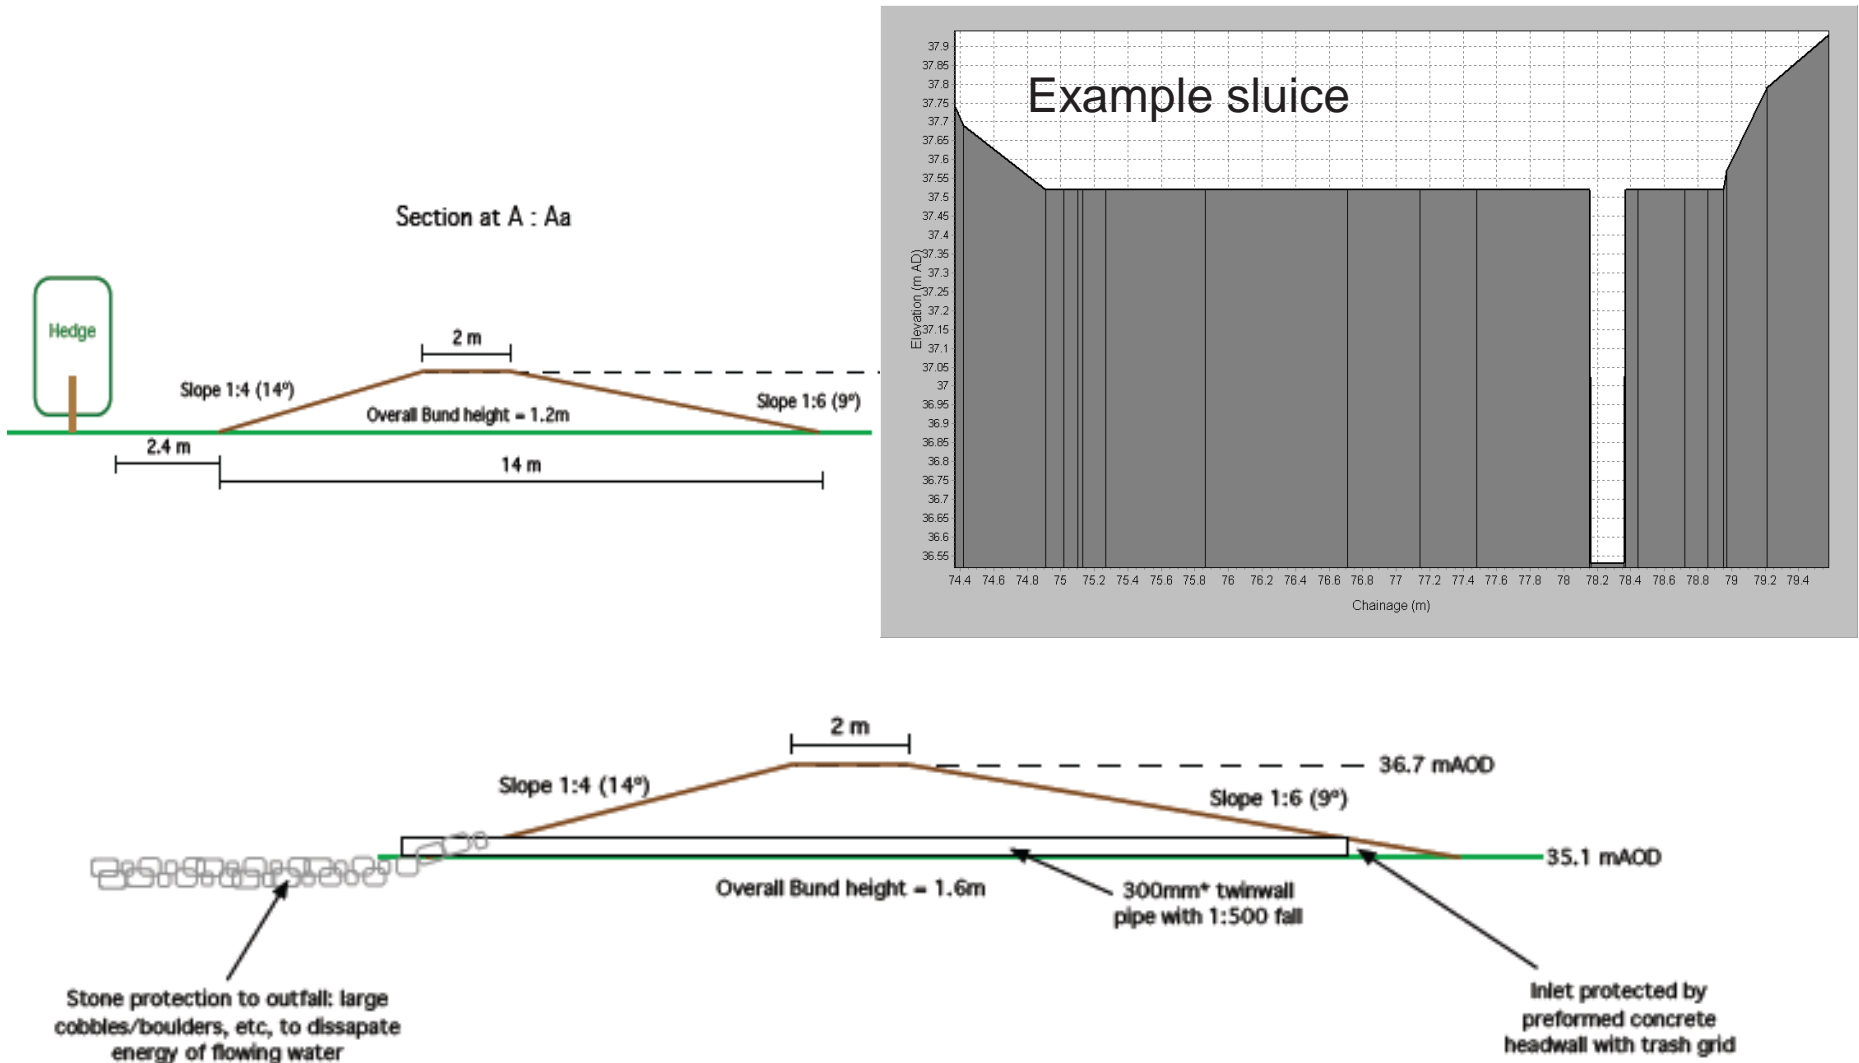 Section at A : Aa
Hedge
2 m
Slope 1:4 (14º)
Slope 1:6 (9º)
Overall Bund height = 1.2m
2.4 m
14 m
Example sluice
Elevation (m AD)
37.9
37.85
37.8
37.75
37.7
37.65
37.6
37.55
37.5
37.45
37.4
37.35
37.3
37.25
37.2
37.15
37.1
37.05
37
36.95
36.9
36.85
36.8
36.75
36.7
36.65
36.6
36.55
74.4 74.6 74.8 75 75.2 75.4 75.6 75.8 76 76.2 76.4 76.6 76.8 77 77.2 77.4 77.6 77.8 78 78.2 78.4 78.6 78.8 79 79.2 79.4
Chainage (m)
2 m
36.7 mAOD
Slope 1:4 (14º)
Slope 1:6 (9º)
35.1 mAOD
Overall Bund height = 1.6m
300mm* twinwall
pipe with 1:500 fall
Stone protection to outfall: large
cobbles/boulders, etc, to dissapate
energy of flowing water
Inlet protected by
preformed concrete
headwall with trash grid